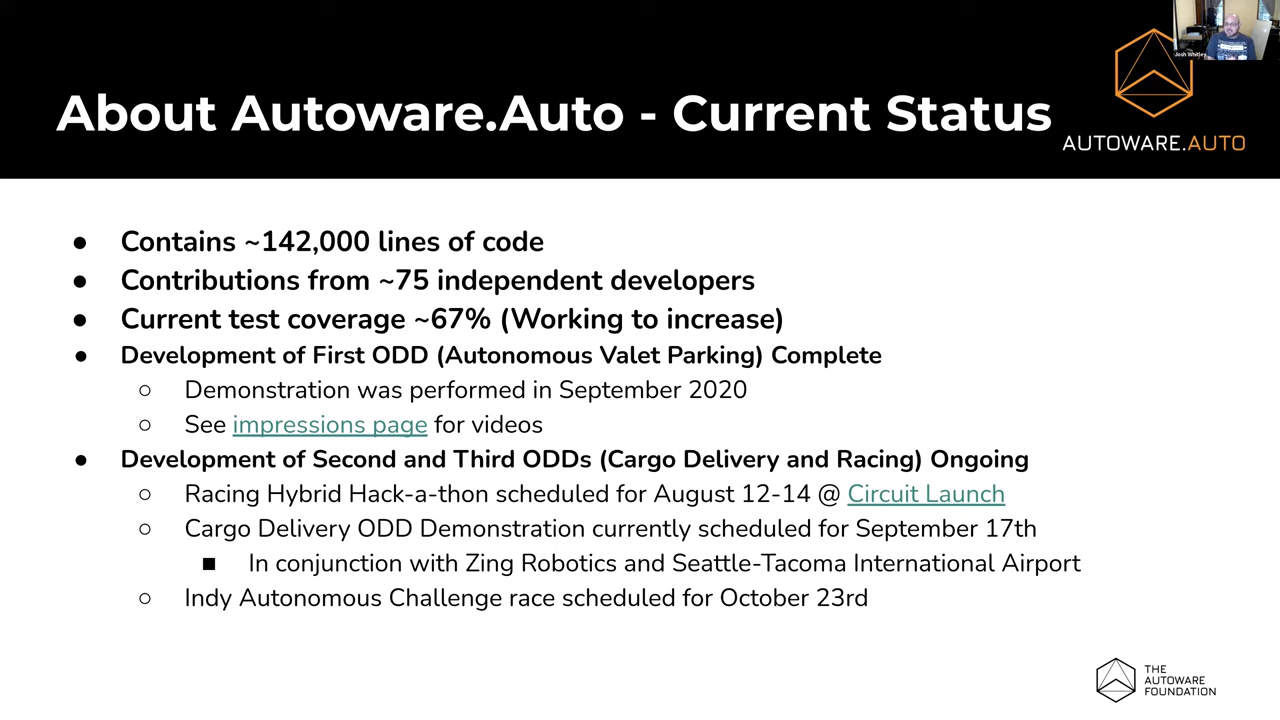 Josh Whitley
About Autoware.Auto - Current Status
AUTOWARE.AUTO
● Contains ~142,000 lines of code
● Contributions from ~75 independent developers
● Current test coverage ~67% (Working to increase)
● Development of First ODD (Autonomous Valet Parking) Complete
○ Demonstration was performed in September 2020
○ See impressions page for videos
● Development of Second and Third ODDs (Cargo Delivery and Racing) Ongoing
○ Racing Hybrid Hack-a-thon scheduled for August 12-14 @ Circuit Launch
○ Cargo Delivery ODD Demonstration currently scheduled for September 17th
■ In conjunction with Zing Robotics and Seattle-Tacoma International Airport
○ Indy Autonomous Challenge race scheduled for October 23rd
THE
AUTOWARE
FOUNDATION